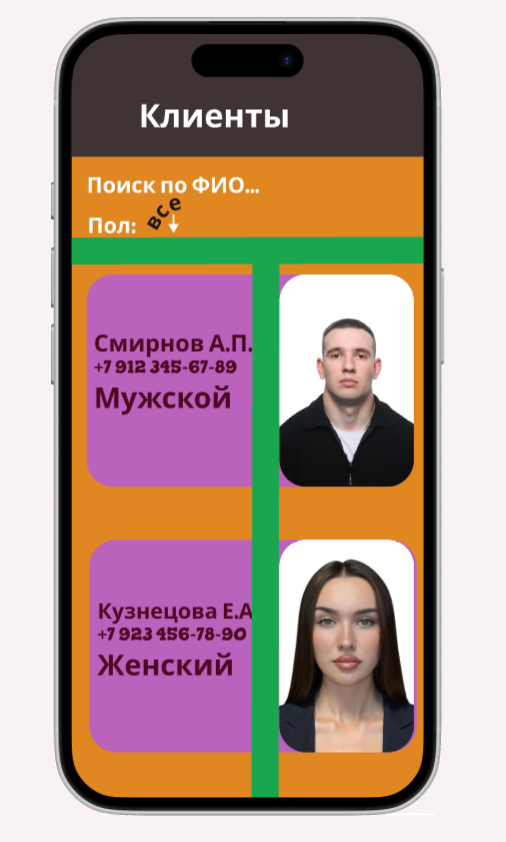 Клиенты
Поиск по ФИО...
Пол: все
Смирнов А.П.
+7 912 345-67-89
Мужской
Кузнецова Е.А
+7 923 456-78-90
Женский